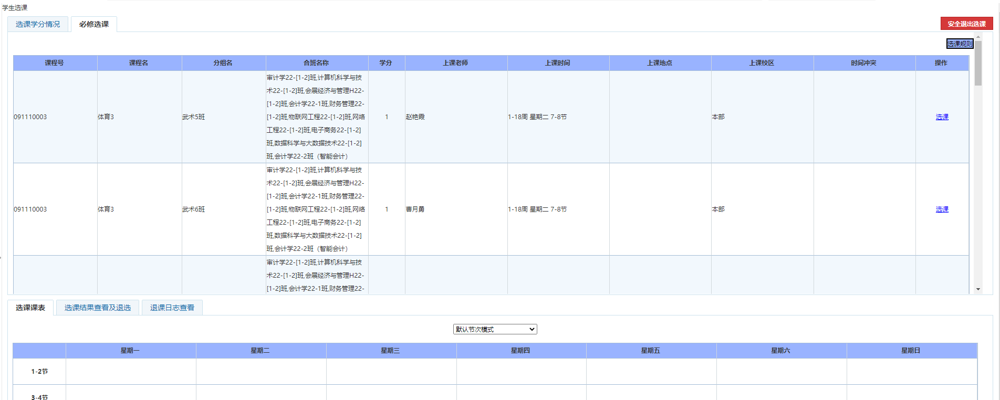 学生选课
选课学分情况
必修选课
安全退出选课
选课规则
课程号 课程名 分组名 合班名称 学分 上课老师 上课时间 上课地点 上课校区 时间冲突 操作
审计学22-[1-2]班,计算机科学与技
术22-[1-2]班,会展经济与管理H22-
[1-2]班,会计学22-1班,财务管理22-
091110003 体育3 武术5班 [1-2]班,物联网工程22-[1-2]班,网络 1 赵艳霞 1-18周 星期二 7-8节 本部 选课
工程22-[1-2]班,电子商务22-[1-2]
班,数据科学与大数据技术22-[1-2]
班,会计学22-2班（智能会计）
审计学22-[1-2]班,计算机科学与技
术22-[1-2]班,会展经济与管理H22-
[1-2]班,会计学22-1班,财务管理22-
091110003 体育3 武术6班 [1-2]班,物联网工程22-[1-2]班,网络 1 曹月勇 1-18周 星期二 7-8节 本部 选课
工程22-[1-2]班,电子商务22-[1-2]
班,数据科学与大数据技术22-[1-2]
班,会计学22-2班（智能会计）
审计学22-[1-2]班,计算机科学与技
术22-[1-2]班,会展经济与管理H22-
[1-2]班,会计学22-1班,财务管理22-
选课课表
选课结果查看及退选
退课日志查看
默认节次模式
星期一 星期二 星期三 星期四 星期五 星期六 星期日
1-2节
3-4节